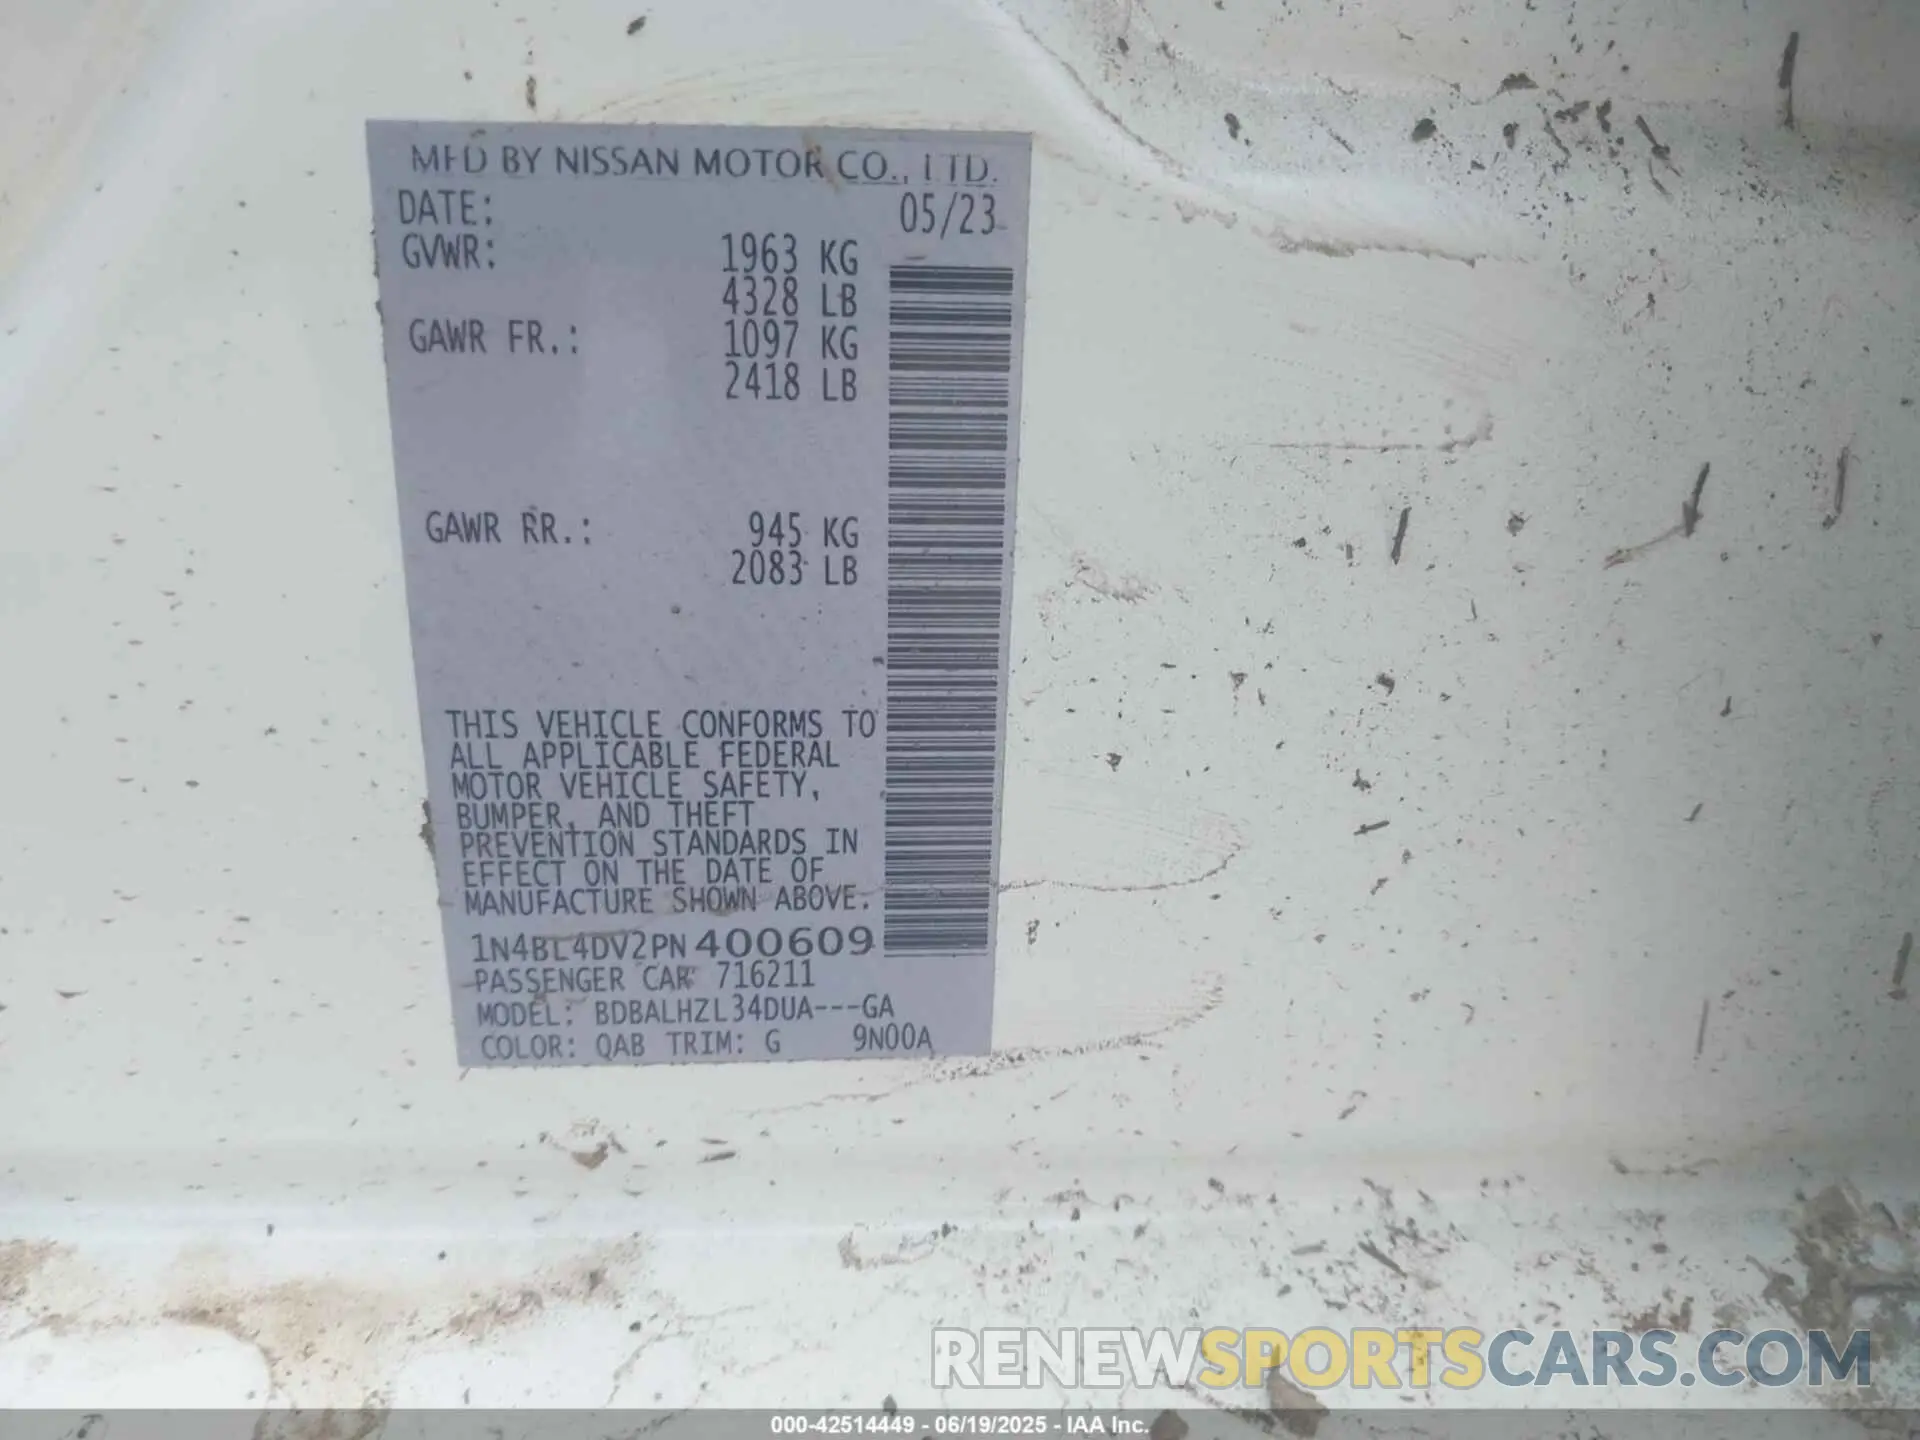 MFD BY NISSAN MOTOR CO., LTD.
DATE: 05/23
GVWR: 1963 KG
4328 LB
GAWR FR.: 1097 KG
2418 LB
GAWR RR.: 945 KG
2083 LB
THIS VEHICLE CONFORMS TO
ALL APPLICABLE FEDERAL
MOTOR VEHICLE SAFETY,
BUMPER, AND THEFT
PREVENTION STANDARDS IN
EFFECT ON THE DATE OF
MANUFACTURE SHOWN ABOVE.
1N4BL4DV2PN400609
PASSENGER CAR 716211
MODEL: BDBALHZL34DUA---GA
COLOR: QAB TRIM: G 9N00A
RENEWSPORTSCARS.COM
000-42514449 - 06/19/2025 - IAA Inc.